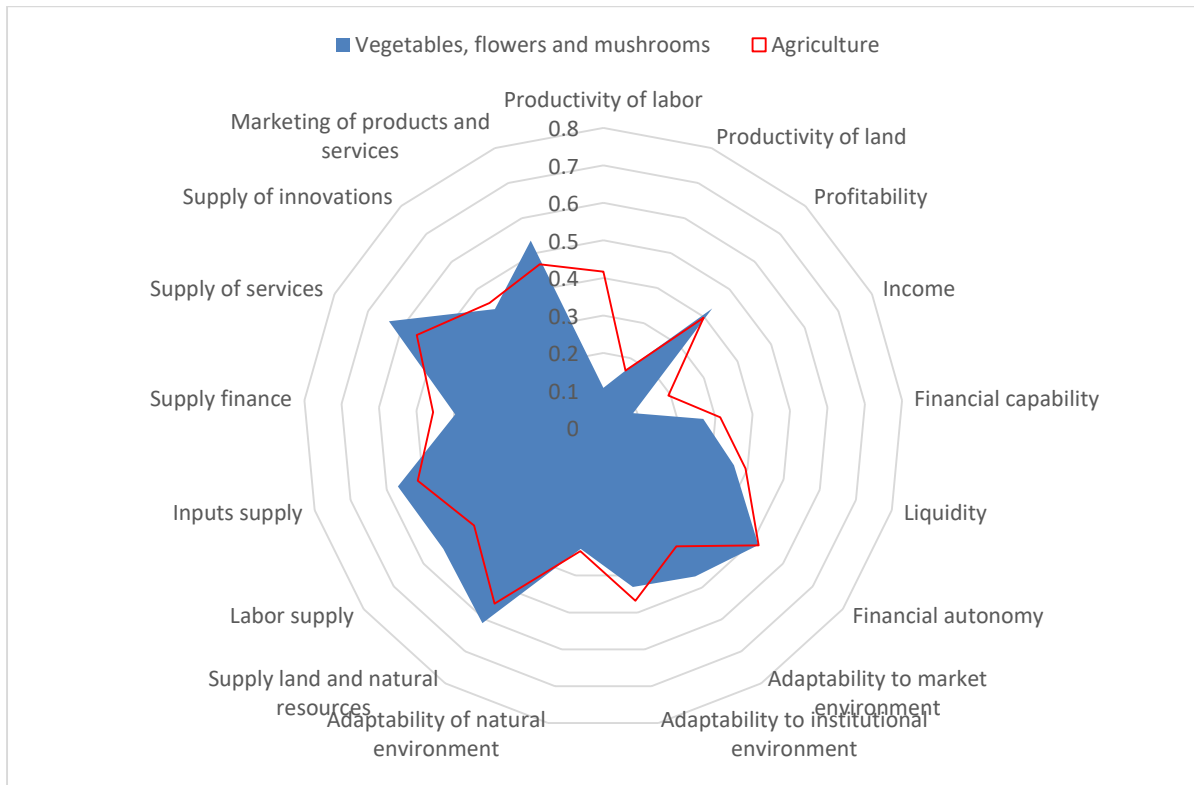 Vegetables, flowers and mushrooms
Agriculture
Productivity of labor
Productivity of land
Profitability
Income
Financial capability
Liquidity
Financial autonomy
Adaptability to market
environment
Adaptability to institutional
environment
Adaptability of natural
environment
Supply land and natural
resources
Labor supply
Inputs supply
Supply finance
Supply of services
Supply of innovations
Marketing of products and
services
0.8
0.7
0.6
0.5
0.4
0.3
0.2
0.1
0